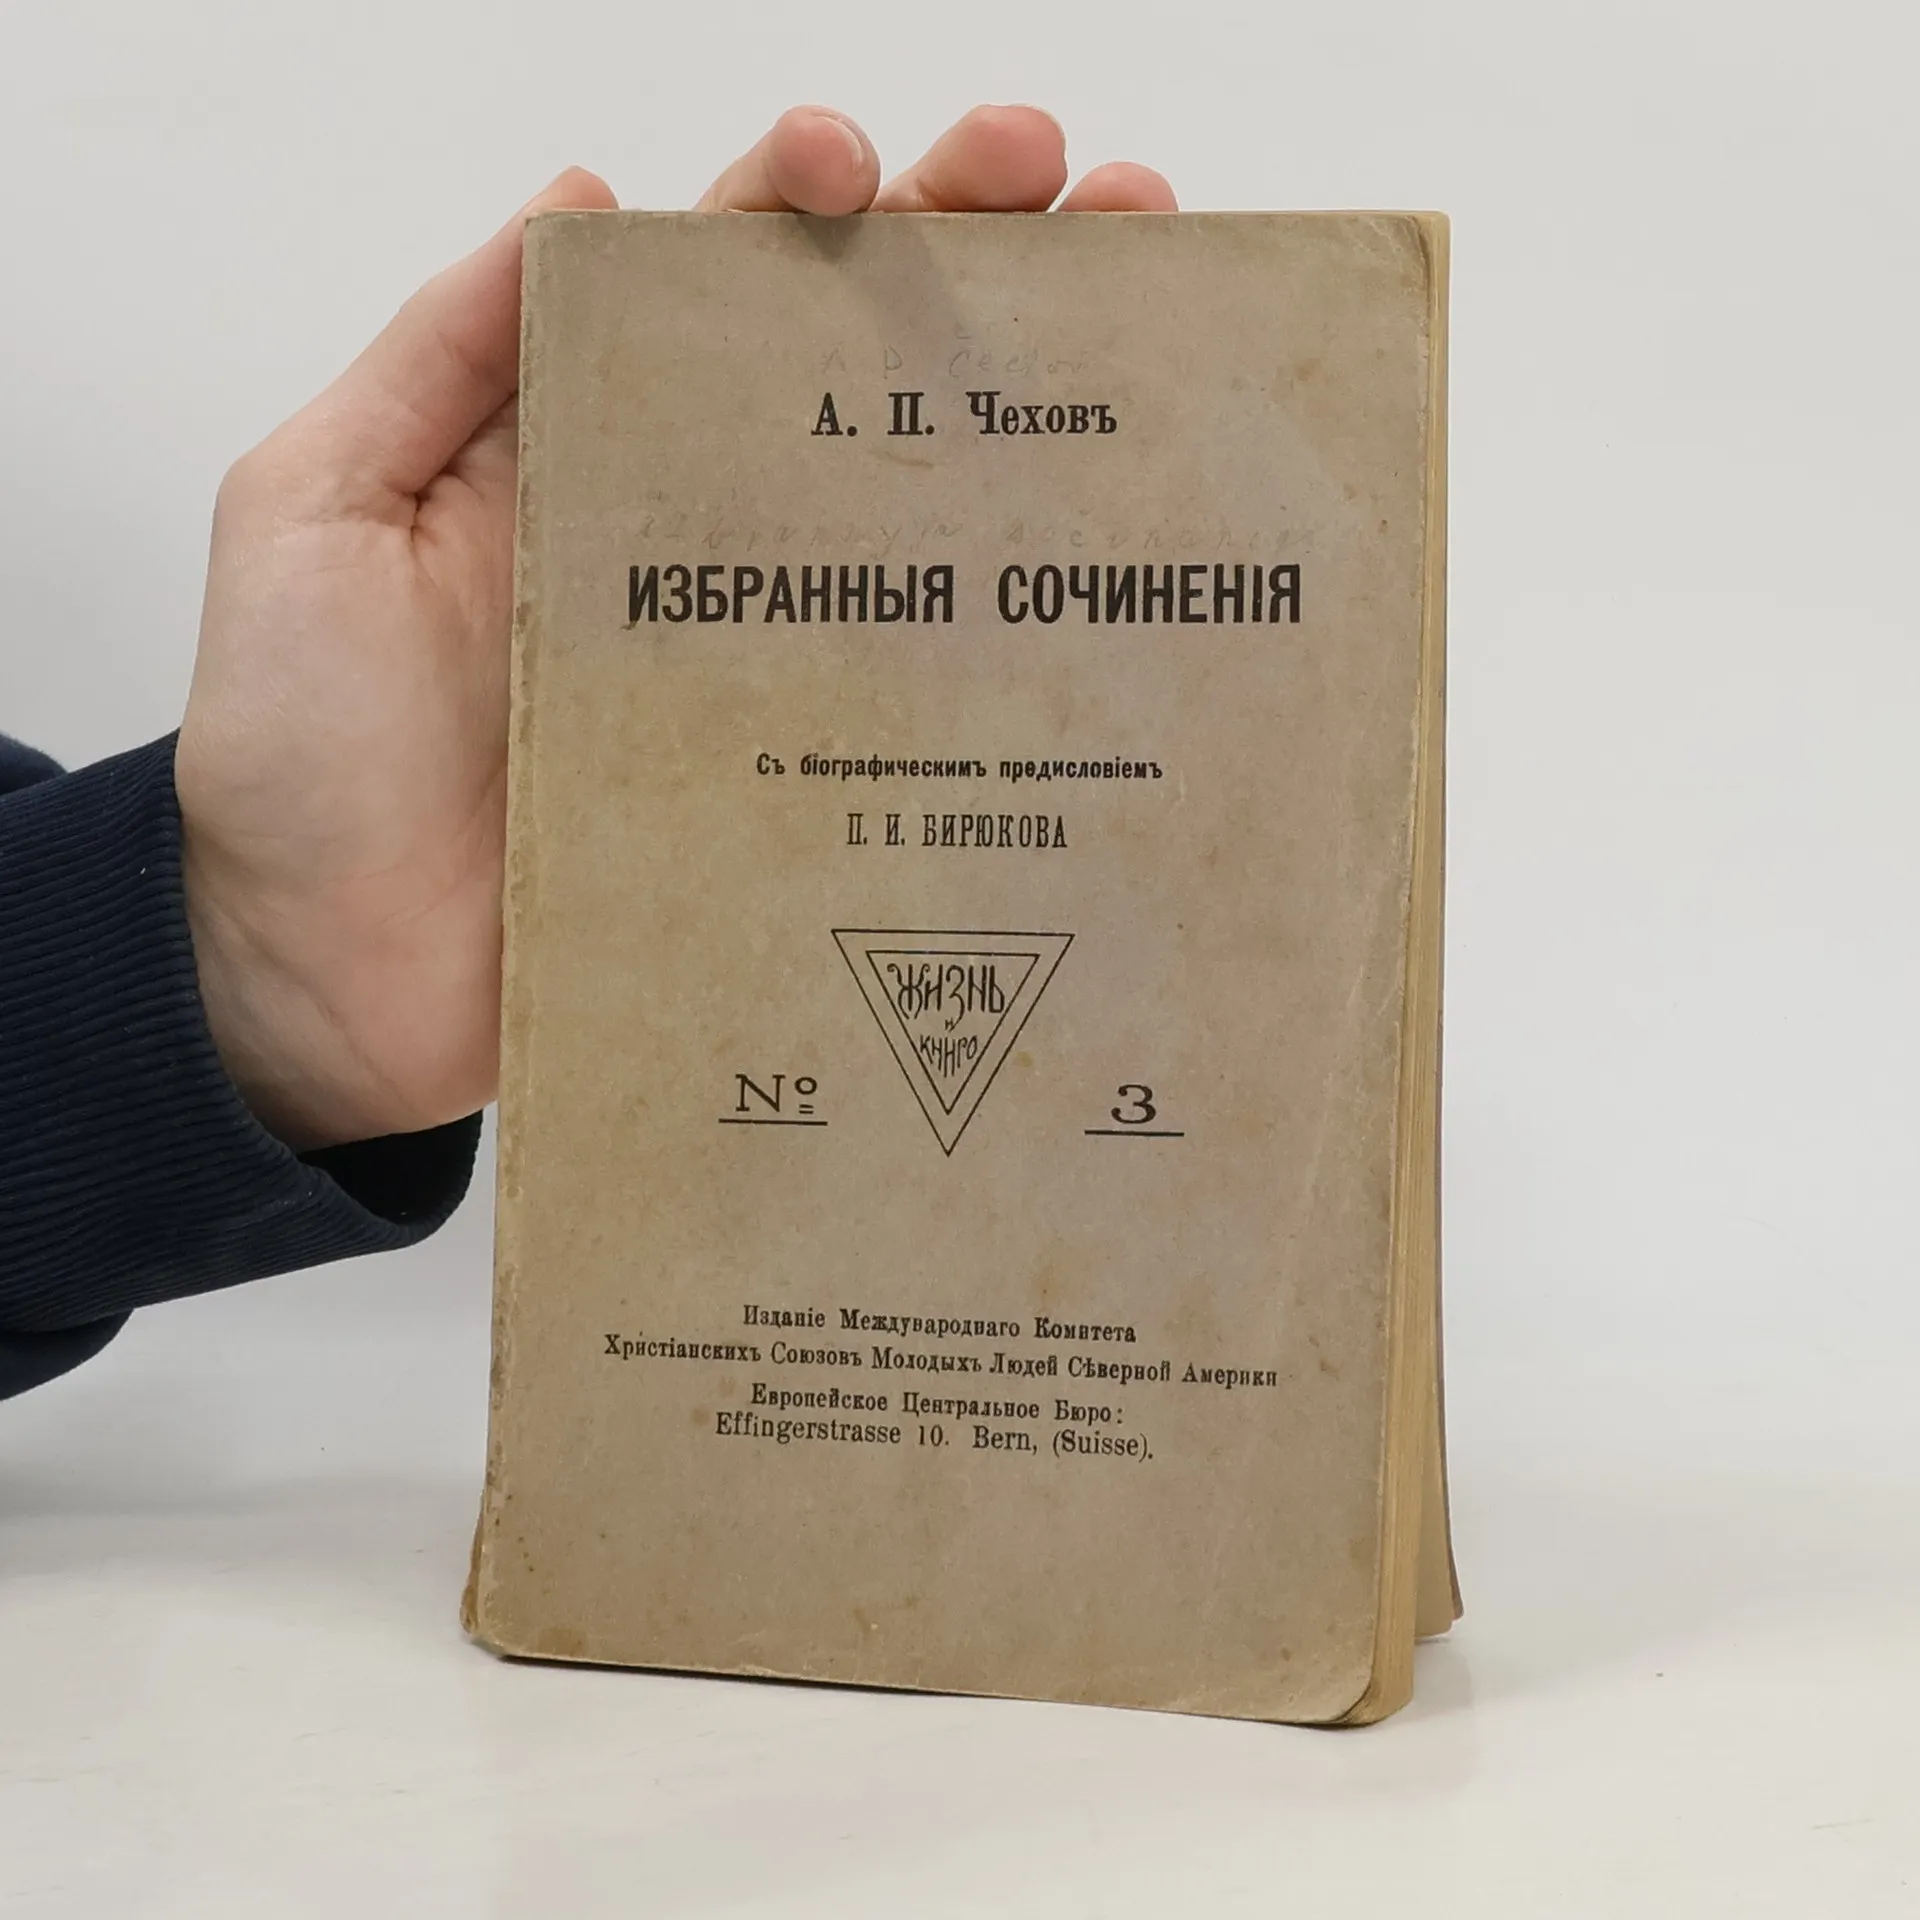 А. П. Чеховъ
ИЗБРАННЫЯ СОЧИНЕНІЯ
Съ біографическимъ предисловіемъ
П. И. БИРЮКОВА
ЖИЗНЬ
и
КНИГО
№ 3
Изданіе Международнаго Комитета
Христіанскихъ Союзовъ Молодыхъ Людей Сѣверной Америки
Европейское Центральное Бюро:
Effingerstrasse 10. Bern, (Suisse).